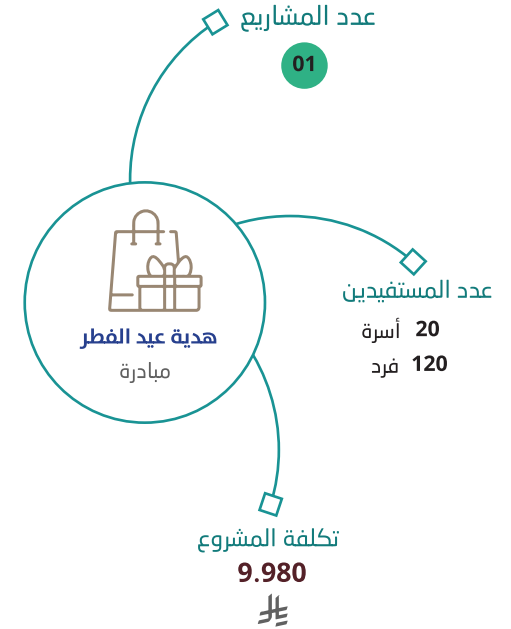 عدد المشاريع
01
هدية عيد الفطر
مبادرة
عدد المستفيدين
20 أسرة
120 فرد
تكلفة المشروع
9.980